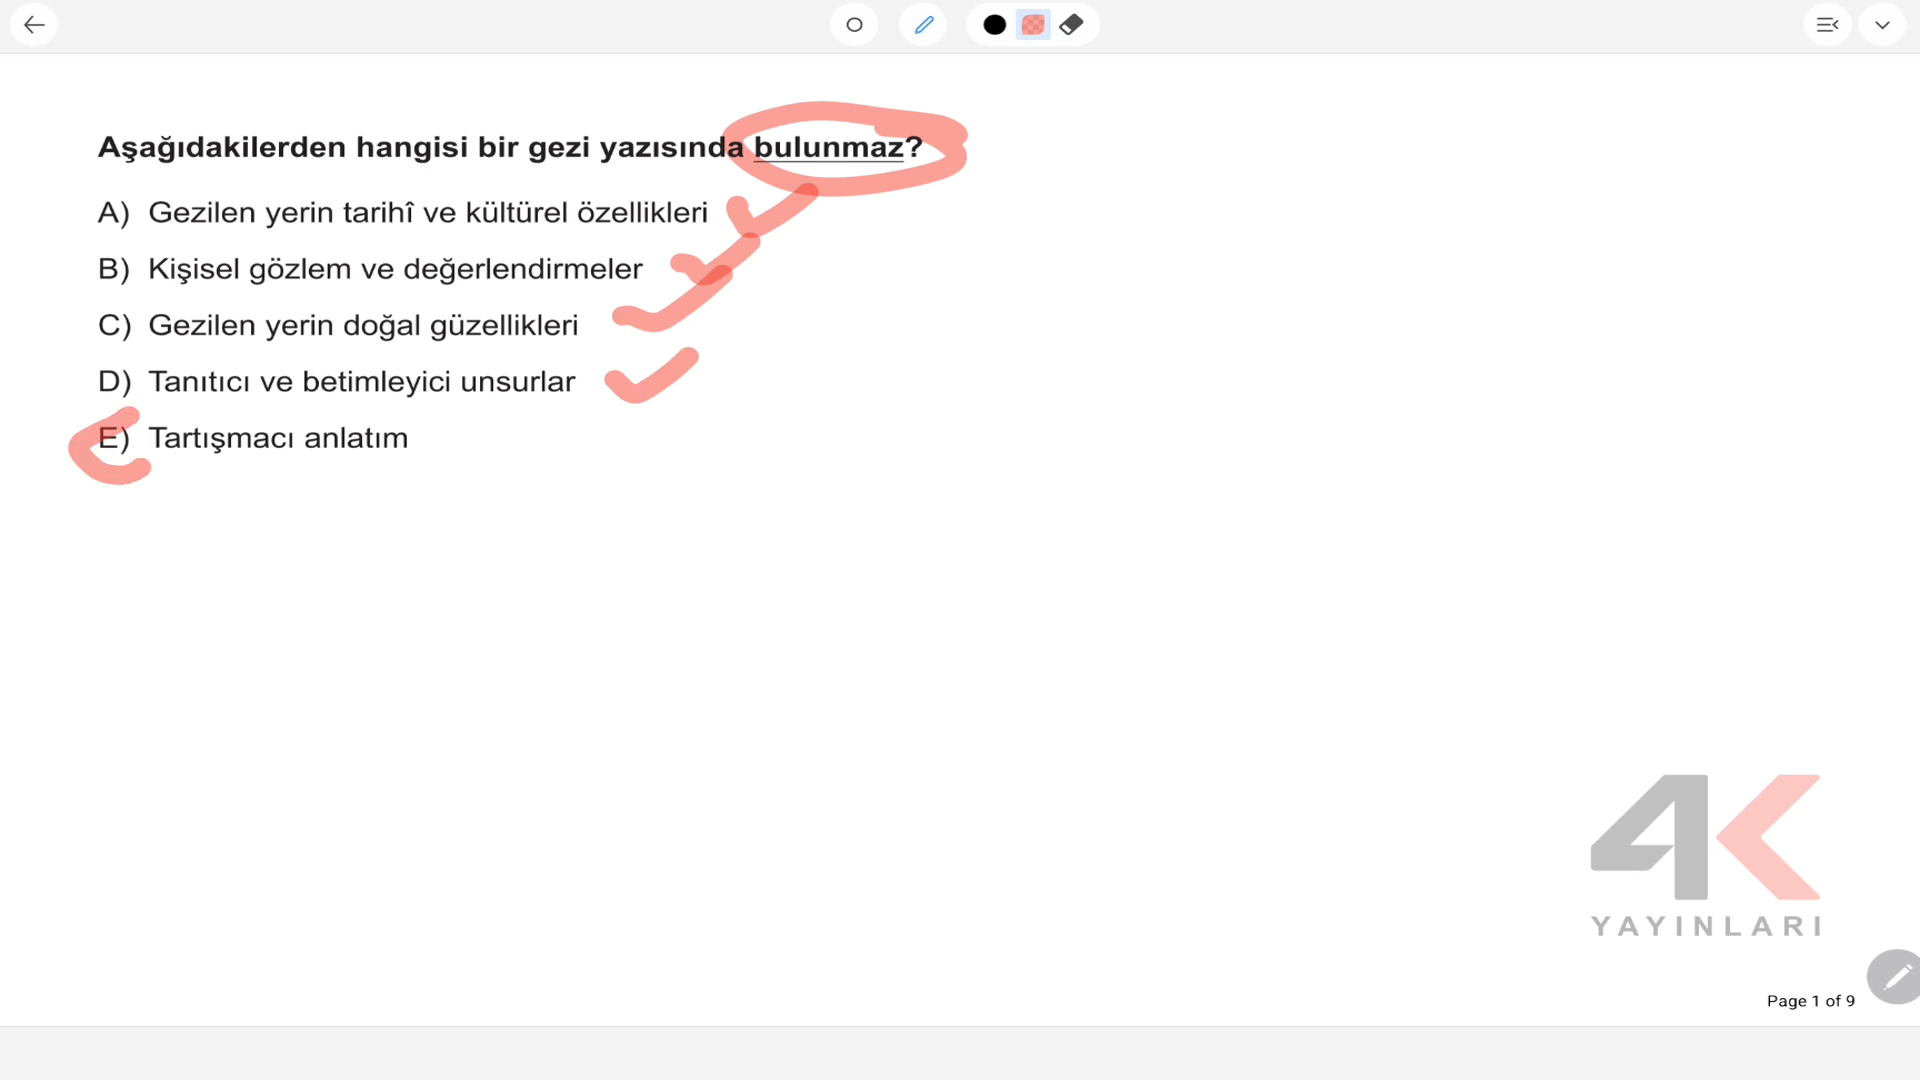 Aşağıdakilerden hangisi bir gezi yazısında bulunmaz?
A) Gezilen yerin tarihî ve kültürel özellikleri
B) Kişisel gözlem ve değerlendirmeler
C) Gezilen yerin doğal güzellikleri
D) Tanıtıcı ve betimleyici unsurlar
E) Tartışmacı anlatım
4K
YAYINLARI
Page 1 of 9